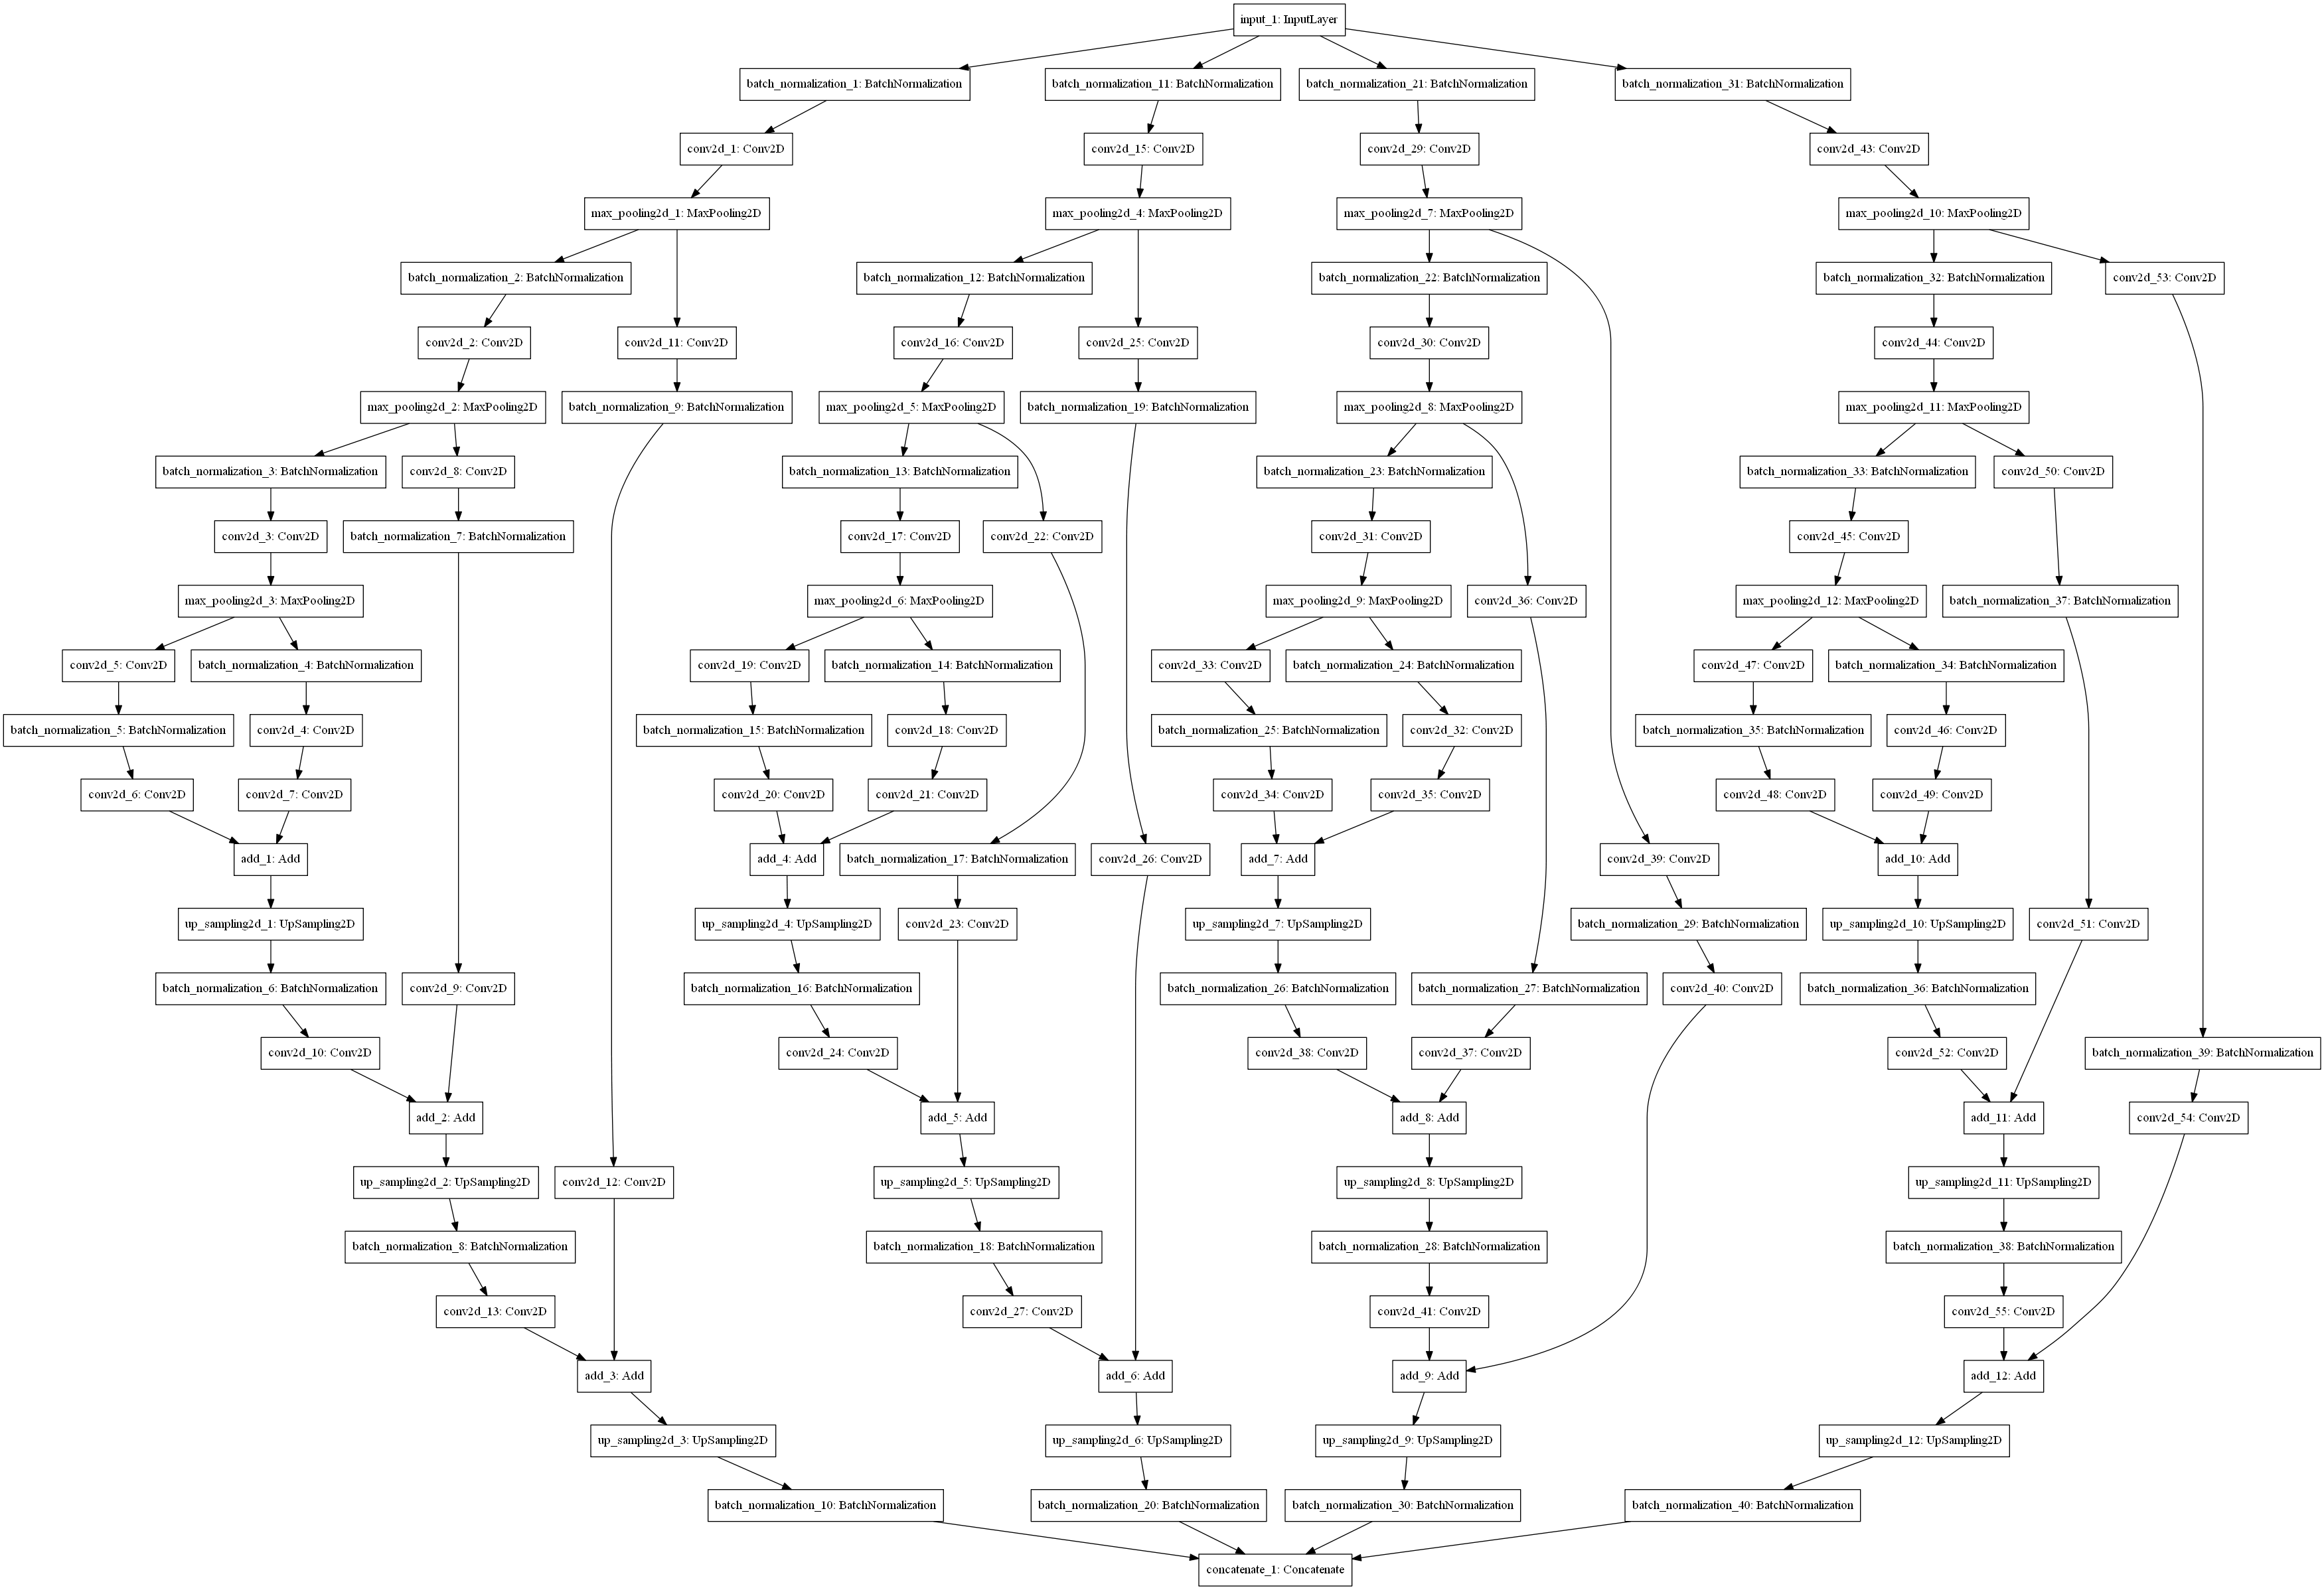 input_1: InputLayer
batch_normalization_1: BatchNormalization
batch_normalization_11: BatchNormalization
batch_normalization_21: BatchNormalization
batch_normalization_31: BatchNormalization
conv2d_1: Conv2D
conv2d_15: Conv2D
conv2d_29: Conv2D
conv2d_43: Conv2D
max_pooling2d_1: MaxPooling2D
max_pooling2d_4: MaxPooling2D
max_pooling2d_7: MaxPooling2D
max_pooling2d_10: MaxPooling2D
batch_normalization_2: BatchNormalization
batch_normalization_12: BatchNormalization
batch_normalization_22: BatchNormalization
batch_normalization_32: BatchNormalization
conv2d_53: Conv2D
conv2d_2: Conv2D
conv2d_11: Conv2D
conv2d_16: Conv2D
conv2d_25: Conv2D
conv2d_30: Conv2D
conv2d_44: Conv2D
max_pooling2d_2: MaxPooling2D
batch_normalization_9: BatchNormalization
max_pooling2d_5: MaxPooling2D
batch_normalization_19: BatchNormalization
max_pooling2d_8: MaxPooling2D
max_pooling2d_11: MaxPooling2D
batch_normalization_3: BatchNormalization
conv2d_8: Conv2D
batch_normalization_13: BatchNormalization
batch_normalization_23: BatchNormalization
batch_normalization_33: BatchNormalization
conv2d_50: Conv2D
conv2d_3: Conv2D
batch_normalization_7: BatchNormalization
conv2d_17: Conv2D
conv2d_22: Conv2D
conv2d_31: Conv2D
conv2d_45: Conv2D
max_pooling2d_3: MaxPooling2D
max_pooling2d_6: MaxPooling2D
max_pooling2d_9: MaxPooling2D
conv2d_36: Conv2D
max_pooling2d_12: MaxPooling2D
batch_normalization_37: BatchNormalization
conv2d_5: Conv2D
batch_normalization_4: BatchNormalization
conv2d_19: Conv2D
batch_normalization_14: BatchNormalization
conv2d_33: Conv2D
batch_normalization_24: BatchNormalization
conv2d_47: Conv2D
batch_normalization_34: BatchNormalization
batch_normalization_5: BatchNormalization
conv2d_4: Conv2D
batch_normalization_15: BatchNormalization
conv2d_18: Conv2D
batch_normalization_25: BatchNormalization
conv2d_32: Conv2D
batch_normalization_35: BatchNormalization
conv2d_46: Conv2D
conv2d_6: Conv2D
conv2d_7: Conv2D
conv2d_20: Conv2D
conv2d_21: Conv2D
conv2d_34: Conv2D
conv2d_35: Conv2D
conv2d_48: Conv2D
conv2d_49: Conv2D
add_1: Add
add_4: Add
batch_normalization_17: BatchNormalization
conv2d_26: Conv2D
add_7: Add
conv2d_39: Conv2D
add_10: Add
up_sampling2d_1: UpSampling2D
up_sampling2d_4: UpSampling2D
conv2d_23: Conv2D
up_sampling2d_7: UpSampling2D
batch_normalization_29: BatchNormalization
up_sampling2d_10: UpSampling2D
conv2d_51: Conv2D
batch_normalization_6: BatchNormalization
conv2d_9: Conv2D
batch_normalization_16: BatchNormalization
batch_normalization_26: BatchNormalization
batch_normalization_27: BatchNormalization
conv2d_40: Conv2D
batch_normalization_36: BatchNormalization
conv2d_10: Conv2D
conv2d_24: Conv2D
conv2d_38: Conv2D
conv2d_37: Conv2D
conv2d_52: Conv2D
batch_normalization_39: BatchNormalization
add_2: Add
add_5: Add
add_8: Add
add_11: Add
conv2d_54: Conv2D
up_sampling2d_2: UpSampling2D
conv2d_12: Conv2D
up_sampling2d_5: UpSampling2D
up_sampling2d_8: UpSampling2D
up_sampling2d_11: UpSampling2D
batch_normalization_8: BatchNormalization
batch_normalization_18: BatchNormalization
batch_normalization_28: BatchNormalization
batch_normalization_38: BatchNormalization
conv2d_13: Conv2D
conv2d_27: Conv2D
conv2d_41: Conv2D
conv2d_55: Conv2D
add_3: Add
add_6: Add
add_9: Add
add_12: Add
up_sampling2d_3: UpSampling2D
up_sampling2d_6: UpSampling2D
up_sampling2d_9: UpSampling2D
up_sampling2d_12: UpSampling2D
batch_normalization_10: BatchNormalization
batch_normalization_20: BatchNormalization
batch_normalization_30: BatchNormalization
batch_normalization_40: BatchNormalization
concatenate_1: Concatenate